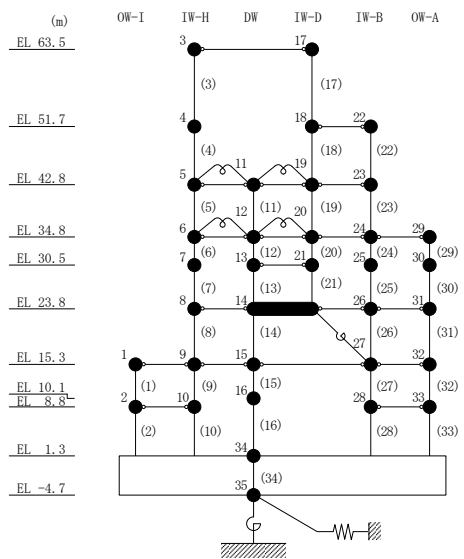 (m) OW-I IW-H DW IW-D IW-B OW-A
EL 63.5 3 17
(3) (17)
EL 51.7 4 18 22
(4) 11 19 (18) (22)
EL 42.8 5 23
(5) 12 (11) 20 (19) (23)
EL 34.8 6 24 29
(6) (12) (20) (24) (29)
EL 30.5 7 13 21 25 30
(7) (13) (21) (25) (30)
EL 23.8 8 14 26 31
(8) (14) (26) (31)
27
EL 15.3 1 9 15 32
(1) (9) (15) (27) (32)
EL 10.1 16
EL 8.8 2 10 28 33
(2) (10) (16) (28) (33)
EL 1.3 34
(34)
EL -4.7 35